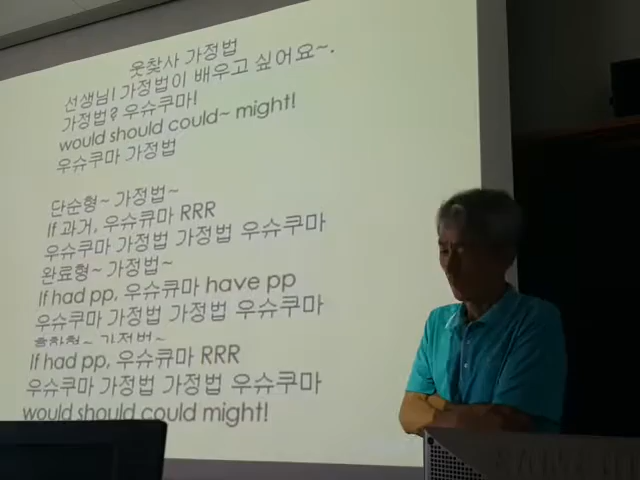 웃찾사 가정법
선생님! 가정법이 배우고 싶어요~.
가정법? 우슈쿠마!
would should could~ might!
우슈쿠마 가정법
단순형~ 가정법~
If 과거, 우슈큐마 RRR
우슈쿠마 가정법 가정법 우슈쿠마
완료형~ 가정법~
If had pp, 우슈큐마 have pp
우슈쿠마 가정법 가정법 우슈쿠마
혼합형~ 가정법~
If had pp, 우슈쿠마 RRR
우슈쿠마 가정법 가정법 우슈쿠마
would should could might!